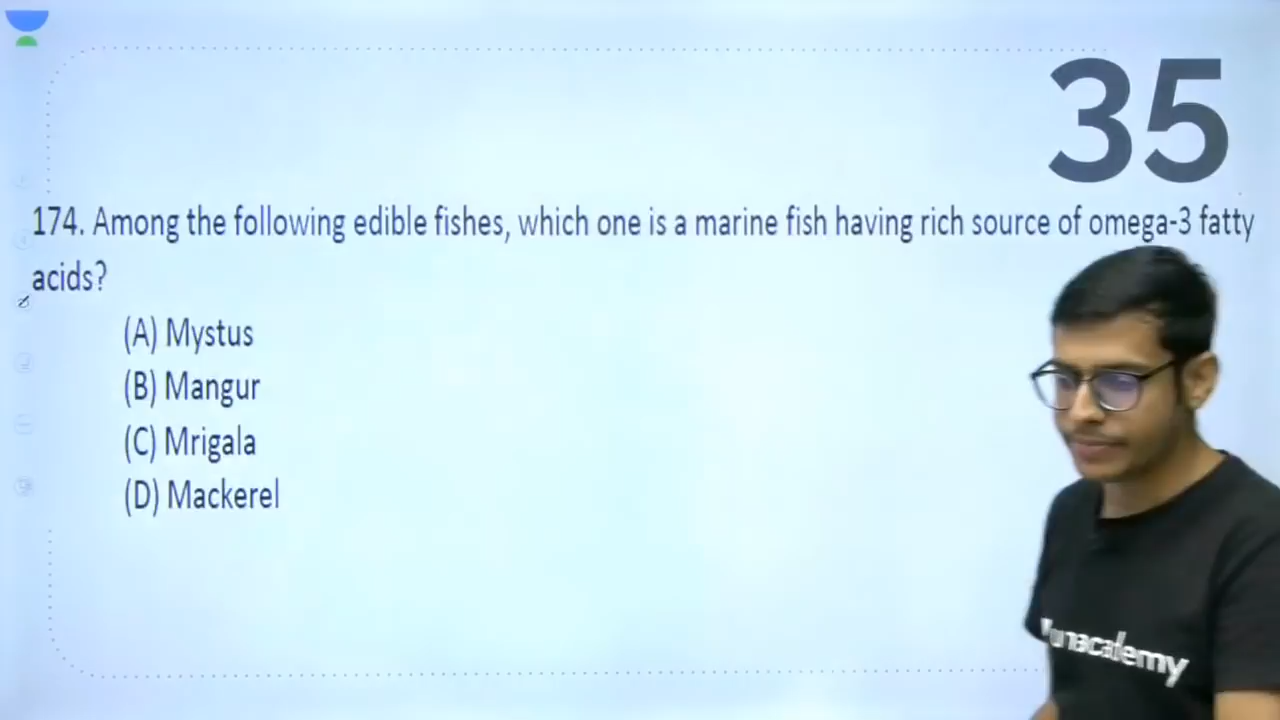 35
174. Among the following edible fishes, which one is a marine fish having rich source of omega-3 fatty
acids?
(A) Mystus
(B) Mangur
(C) Mrigala
(D) Mackerel
unacademy